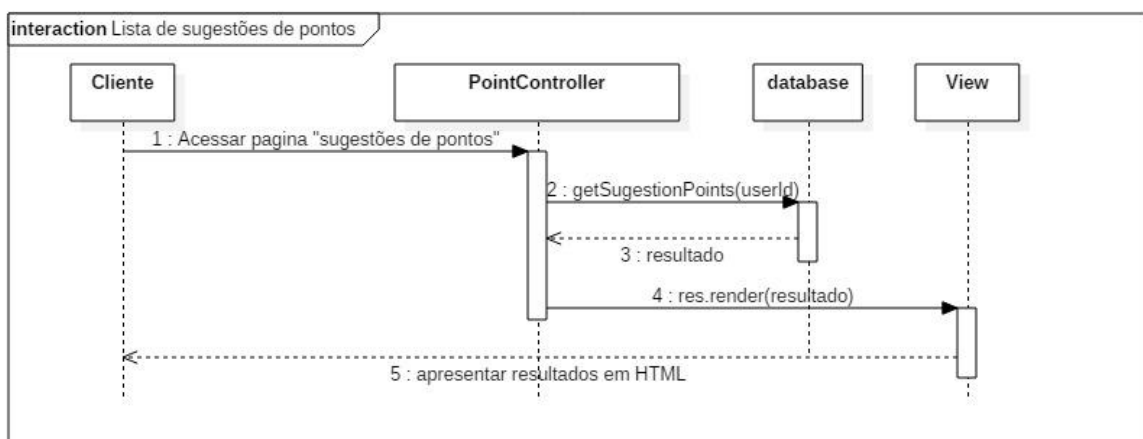 interaction Lista de sugestões de pontos
Cliente
PointController
database
View
1 : Acessar pagina "sugestões de pontos"
2 : getSugestionPoints(userId)
3 : resultado
4 : res.render(resultado)
5 : apresentar resultados em HTML